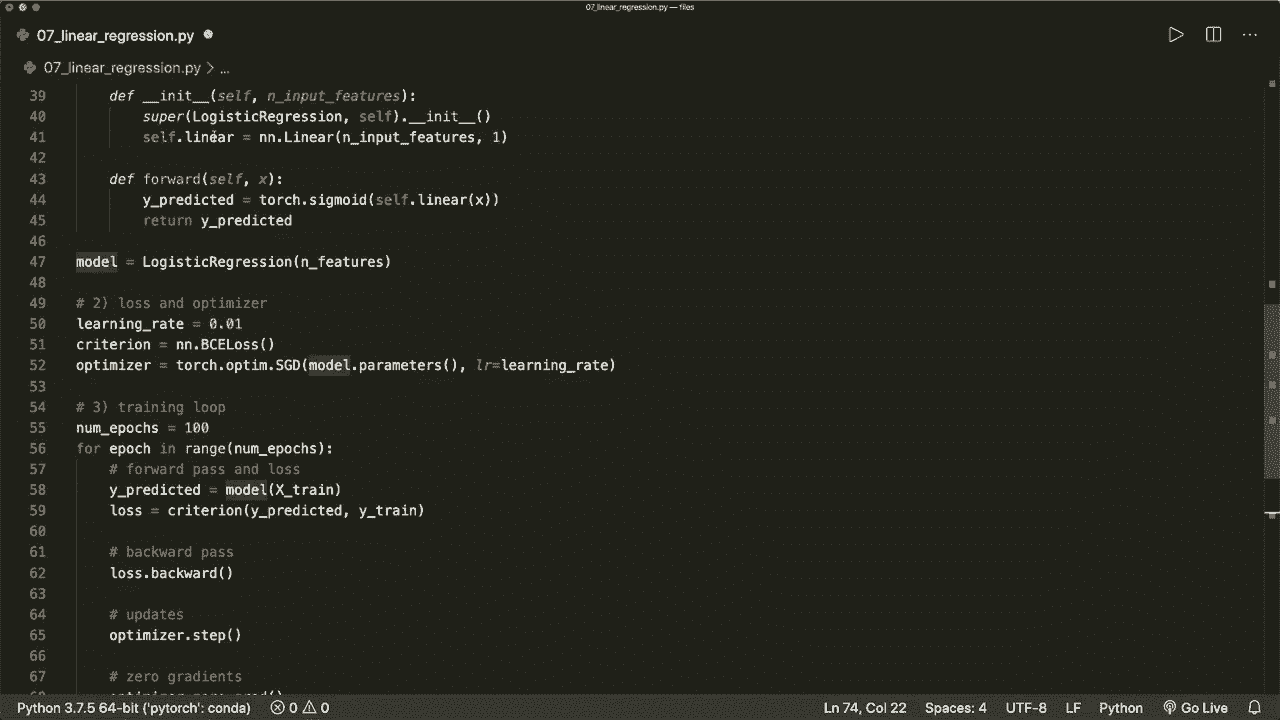 07_linear_regression.py — files
07_linear_regression.py
07_linear_regression.py > ...
39 def __init__(self, n_input_features):
40 super(LogisticRegression, self).__init__()
41 self.linear = nn.Linear(n_input_features, 1)
42
43 def forward(self, x):
44 y_predicted = torch.sigmoid(self.linear(x))
45 return y_predicted
46
47 model = LogisticRegression(n_features)
48
49 # 2) loss and optimizer
50 learning_rate = 0.01
51 criterion = nn.BCELoss()
52 optimizer = torch.optim.SGD(model.parameters(), lr=learning_rate)
53
54 # 3) training loop
55 num_epochs = 100
56 for epoch in range(num_epochs):
57 # forward pass and loss
58 y_predicted = model(X_train)
59 loss = criterion(y_predicted, y_train)
60
61 # backward pass
62 loss.backward()
63
64 # updates
65 optimizer.step()
66
67 # zero gradients
Python 3.7.5 64-bit ('pytorch': conda) 0 0 Ln 74, Col 22 Spaces: 4 UTF-8 LF Python Go Live